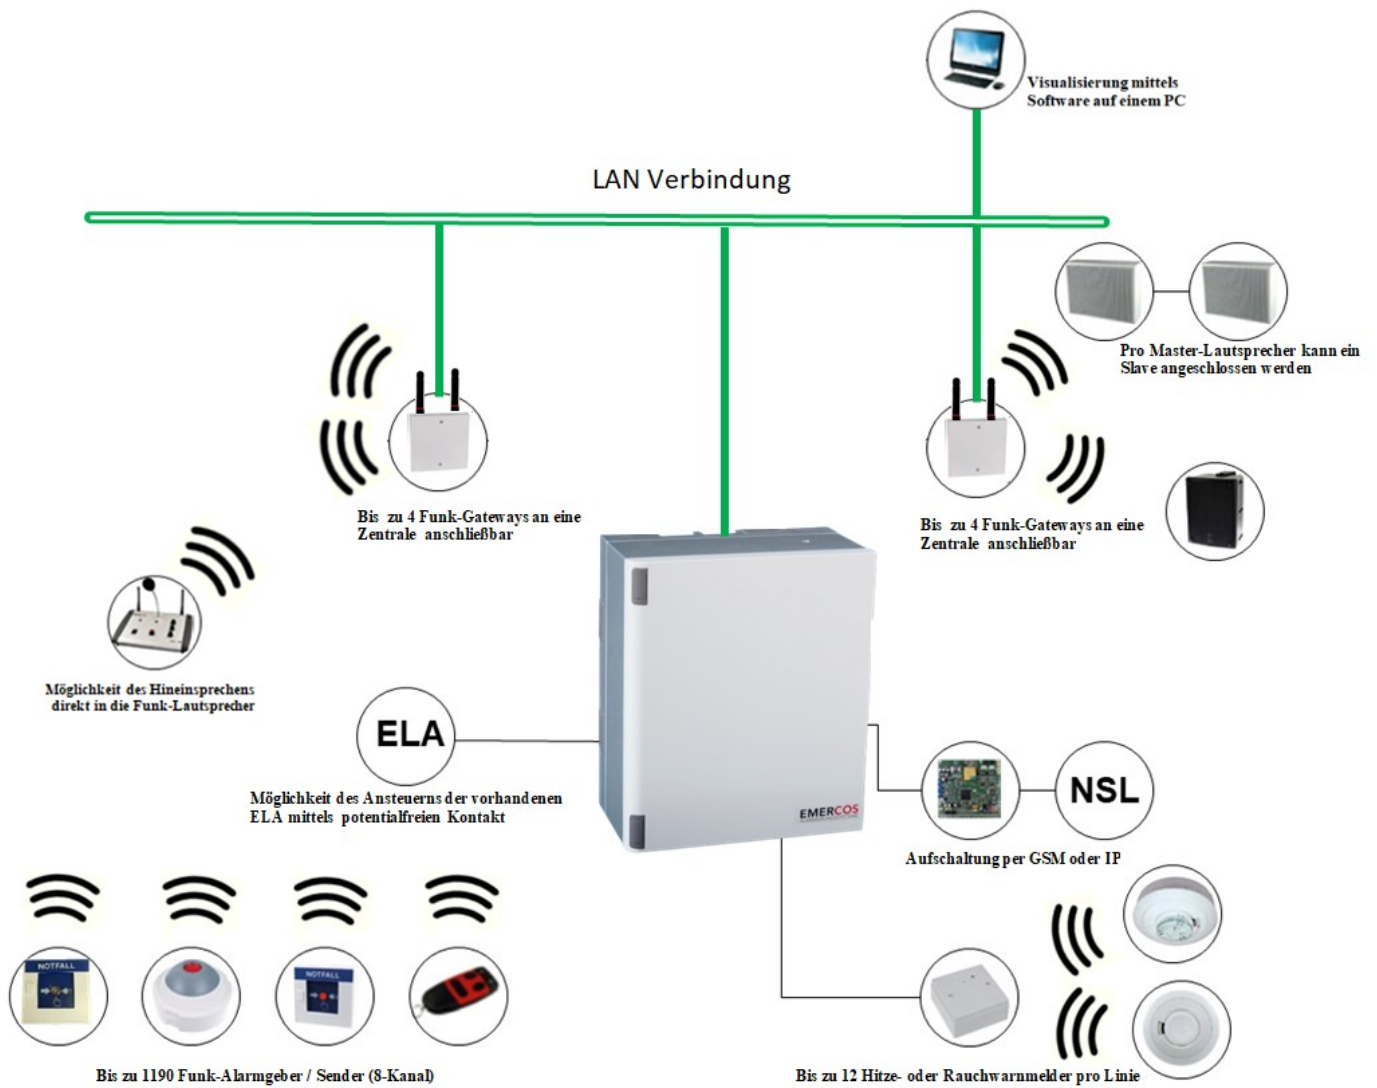 Visualisierung mittels
Software auf einem PC
LAN Verbindung
Pro Master-Lautsprecher kann ein
Slave angeschlossen werden
Bis zu 4 Funk-Gateways an eine
Zentrale anschließbar
Bis zu 4 Funk-Gateways an eine
Zentrale anschließbar
Möglichkeit des Hineinsprechens
direkt in die Funk-Lautsprecher
ELA
Möglichkeit des Ansteuerns der vorhandenen
ELA mittels potentialfreien Kontakt
EMERCOS
NSL
Aufschaltung per GSM oder IP
NOTFALL
NOTFALL
Bis zu 1190 Funk-Alarmgeber / Sender (8-Kanal)
Bis zu 12 Hitze- oder Rauchwarnmelder pro Linie